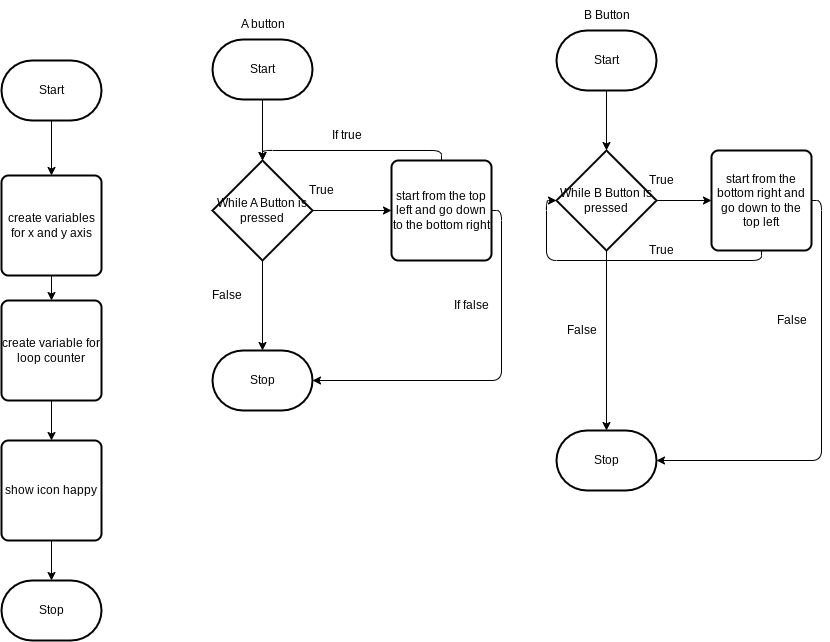 Start
create variables
for x and y axis
create variable for
loop counter
show icon happy
Stop
A button
Start
If true
While A Button is
pressed
True
start from the top
left and go down
to the bottom right
False
If false
Stop
B Button
Start
While B Button is
pressed
True
start from the
bottom right and
go down to the
top left
True
False
False
Stop